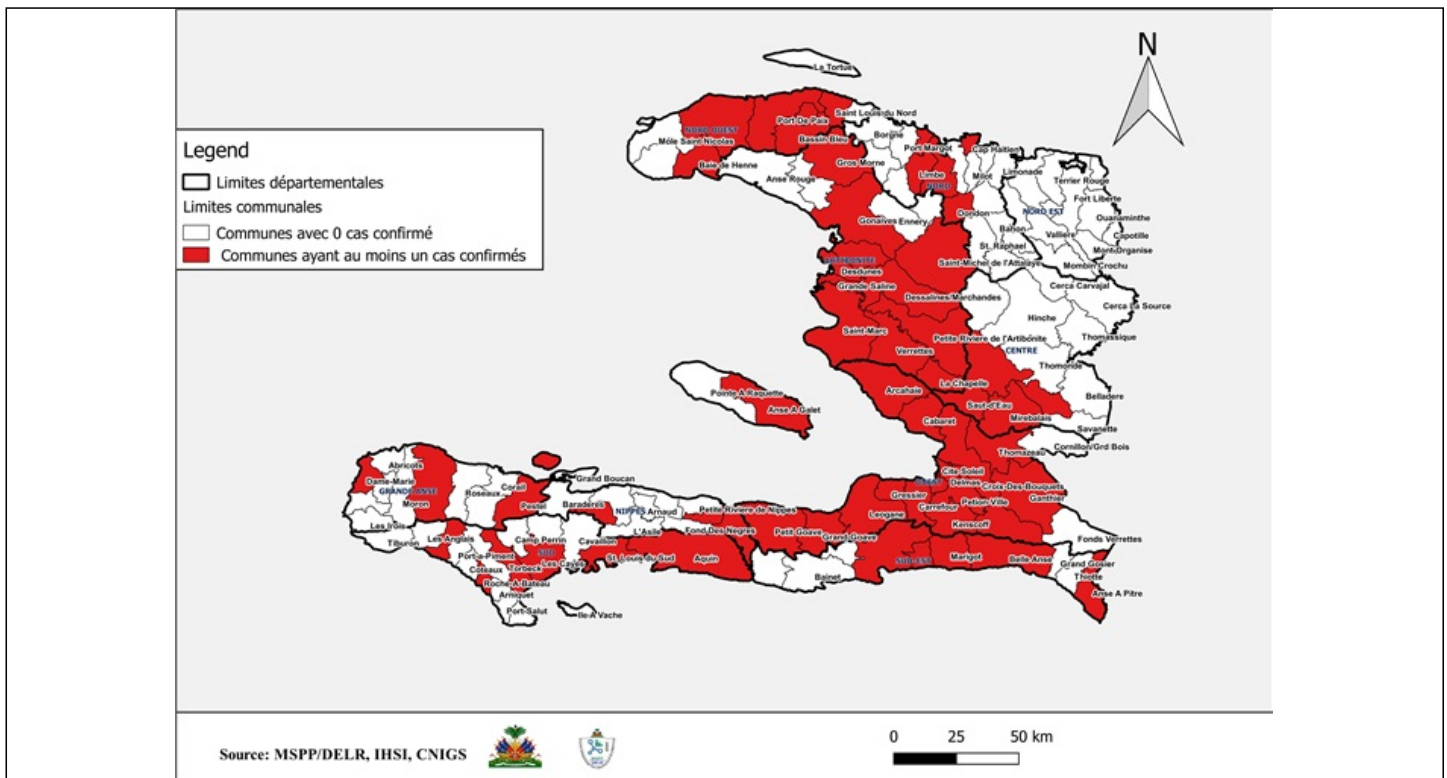 N
La Tortue
Legend
Limites départementales
Limites communales
Communes avec 0 cas confirmé
Communes ayant au moins un cas confirmés
Saint Louis du Nord
Port De Paix
NORD OUEST
Môle Saint Nicolas
Bassin Bleu
Borgne
Port Margot
Cap Haïtien
Baie de Henne
Gros Morne
Limbe
Milot
Limonade
Terrier Rouge
Anse Rouge
NORD
Fort Liberte
Gonaives
Ennery
Dondon
NORD EST
Ouanaminthe
Bahon
Valliere
Capotille
St. Raphael
Mont-Organise
Saint-Michel de l'Attalaye
Mombin Crochu
ARTIBONITE
Desdunes
Grande Saline
Cerca Carvajal
Dessalines/Marchandes
Cerca La Source
Hinche
Saint-Marc
Petite Riviere de l'Artibonite
Thomassique
Verrettes
CENTRE
Thomonde
La Chapelle
Arcahaie
Pointe A Raquette
Belladere
Saut-d'Eau
Anse A Galet
Mirebalais
Cabaret
Savanette
Cornillon/Grd Bois
Thomazeau
Abricots
Cite Soleil
Grand Boucan
Dame-Marie
Delmas
Croix-Des-Bouquets
GRANDE ANSE
Corail
Roseaux
OUEST
Gressier
Ganthier
Moron
Pestel
Baraderes
Petion Ville
Carrefour
NIPPES
Arnaud
Petite Riviere de Nippes
Leogane
Les Irois
Kenscoff
L'Asile
Fond Des Negres
Petit Goave
Grand Goave
Tiburon
Les Anglais
Camp Perrin
Cavaillon
Fonds Verrettes
Port-a-Piment
SUD
St. Louis du Sud
Aquin
SUD-EST
Marigot
Belle Anse
Les Cayes
Grand Gosier
Coteaux
Torbeck
Bainet
Thiotte
Roche-A-Bateau
Arniquet
Anse A Pitre
Port-Salut
Ile A Vache
Source: MSPP/DELR, IHSI, CNIGS
0 25 50 km